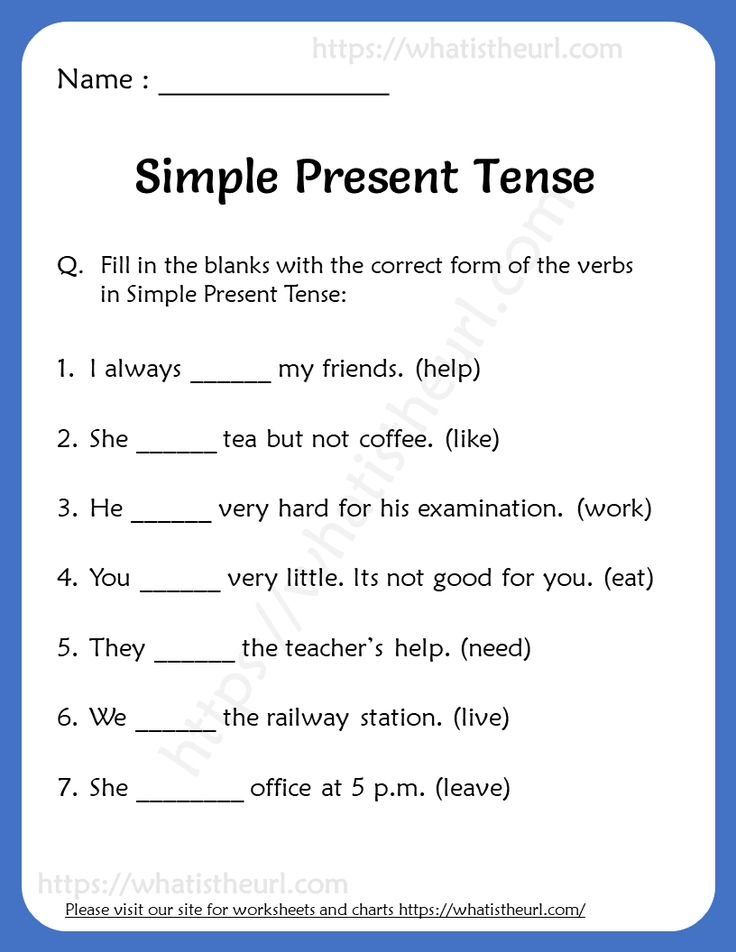 https://whatistheurl.com
Name : _______________
Simple Present Tense
Q. Fill in the blanks with the correct form of the verbs
in Simple Present Tense:
1. I always ______ my friends. (help)
2. She ______ tea but not coffee. (like)
3. He ______ very hard for his examination. (work)
4. You ______ very little. Its not good for you. (eat)
5. They ______ the teacher’s help. (need)
6. We ______ the railway station. (live)
7. She ________ office at 5 p.m. (leave)
https://whatistheurl.com
https://whatistheurl.com
Please visit our site for worksheets and charts https://whatistheurl.com/